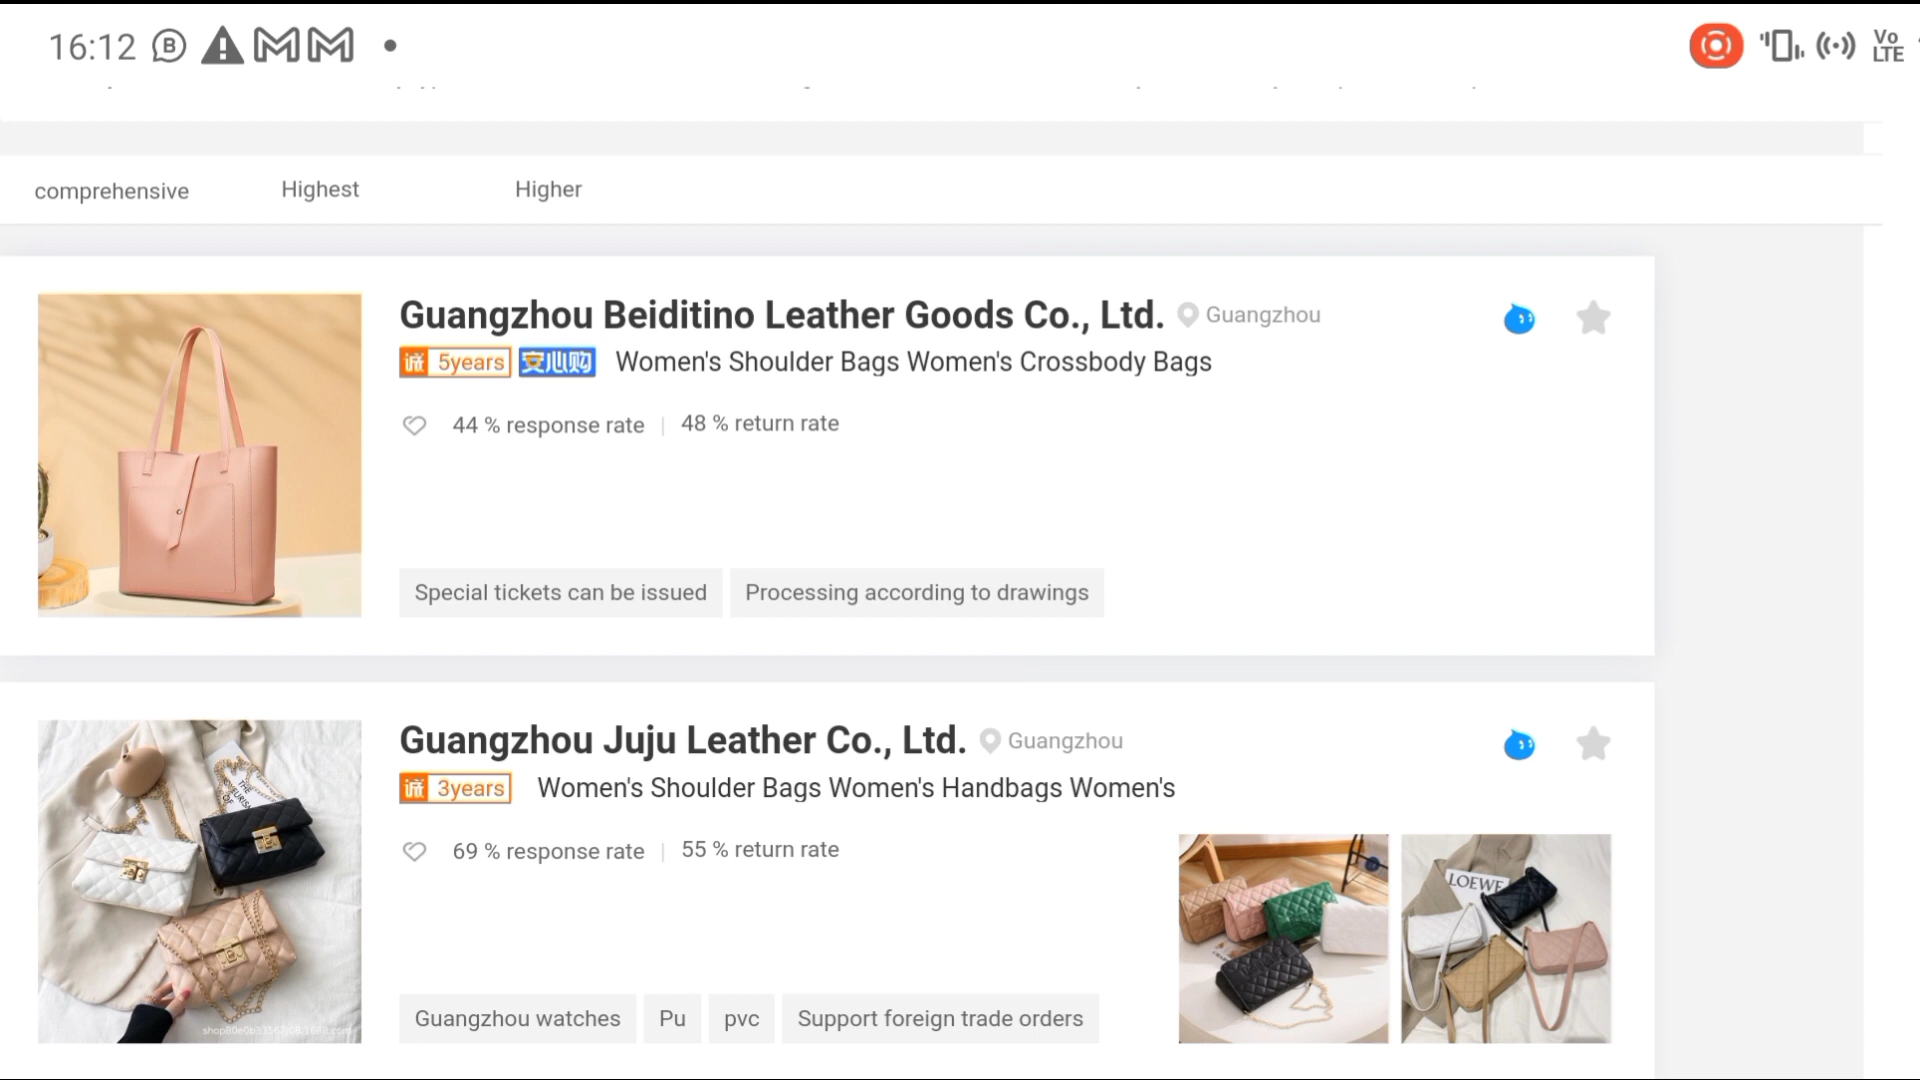 16:12
Vo
LTE
comprehensive Highest Higher
Guangzhou Beiditino Leather Goods Co., Ltd. Guangzhou
诚 5years 安心购 Women's Shoulder Bags Women's Crossbody Bags
44 % response rate | 48 % return rate
Special tickets can be issued Processing according to drawings
Guangzhou Juju Leather Co., Ltd. Guangzhou
诚 3years Women's Shoulder Bags Women's Handbags Women's
69 % response rate | 55 % return rate
LOEWE
Guangzhou watches Pu pvc Support foreign trade orders